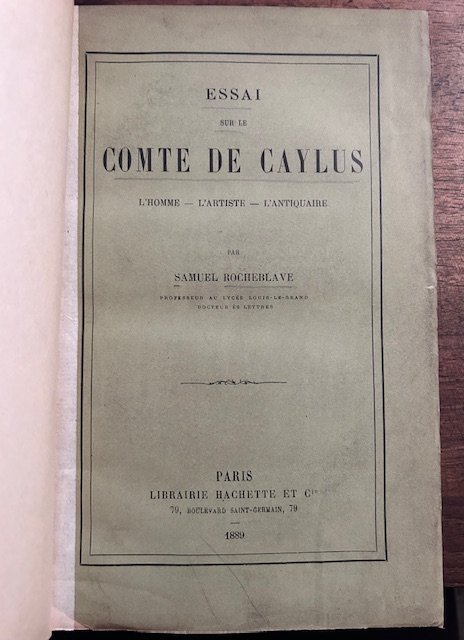 ESSAI
SUR LE
COMTE DE CAYLUS
L'HOMME — L'ARTISTE — L'ANTIQUAIRE
PAR
SAMUEL ROCHEBLAVE
PROFESSEUR AU LYCÉE LOUIS-LE-GRAND
DOCTEUR ÈS LETTRES
PARIS
LIBRAIRIE HACHETTE ET Cie
79, BOULEVARD SAINT-GERMAIN, 79
1889